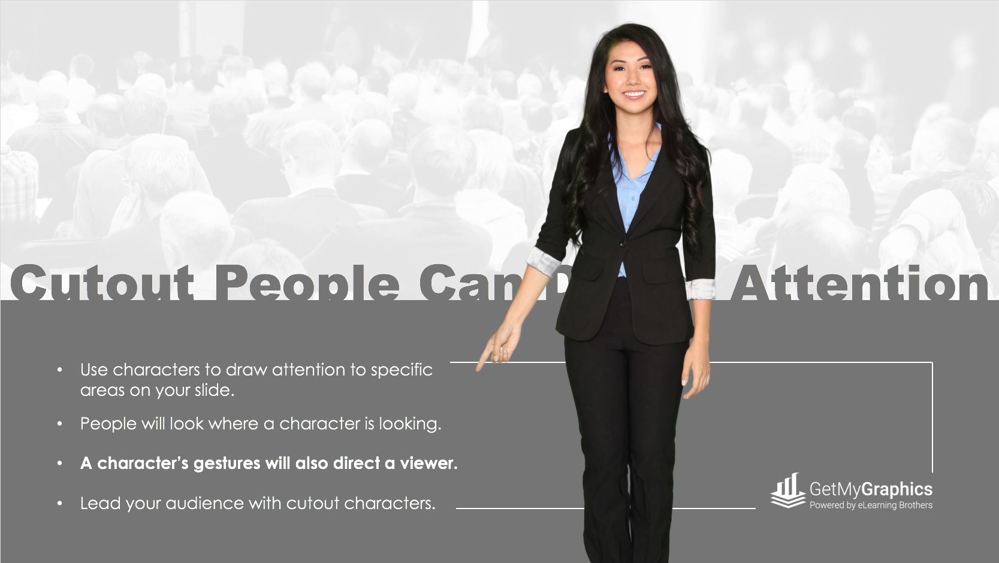 Cutout People Can Attention
• Use characters to draw attention to specific
areas on your slide.
• People will look where a character is looking.
• A character’s gestures will also direct a viewer.
• Lead your audience with cutout characters.
GetMyGraphics
Powered by eLearning Brothers